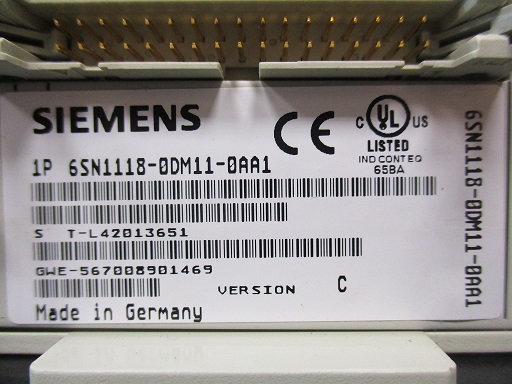 SIEMENS
CE
C UL US
LISTED
IND CONT EQ
65BA
1P 6SN1118-0DM11-0AA1
S T-L42013651
GWE-567008901469
VERSION C
Made in Germany
6SN1118-0DM11-0AA1